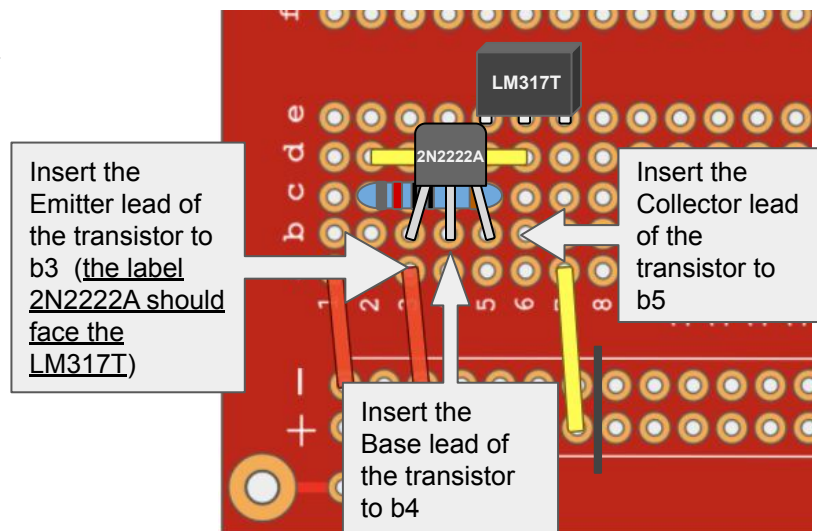 LM317T
e
d
2N2222A
c
b
Insert the
Emitter lead of
the transistor to
b3 (the label
2N2222A should
face the
LM317T)
Insert the
Collector lead
of the
transistor to
b5
1 2 3 5 6 8
Insert the
Base lead of
the transistor
to b4
− +